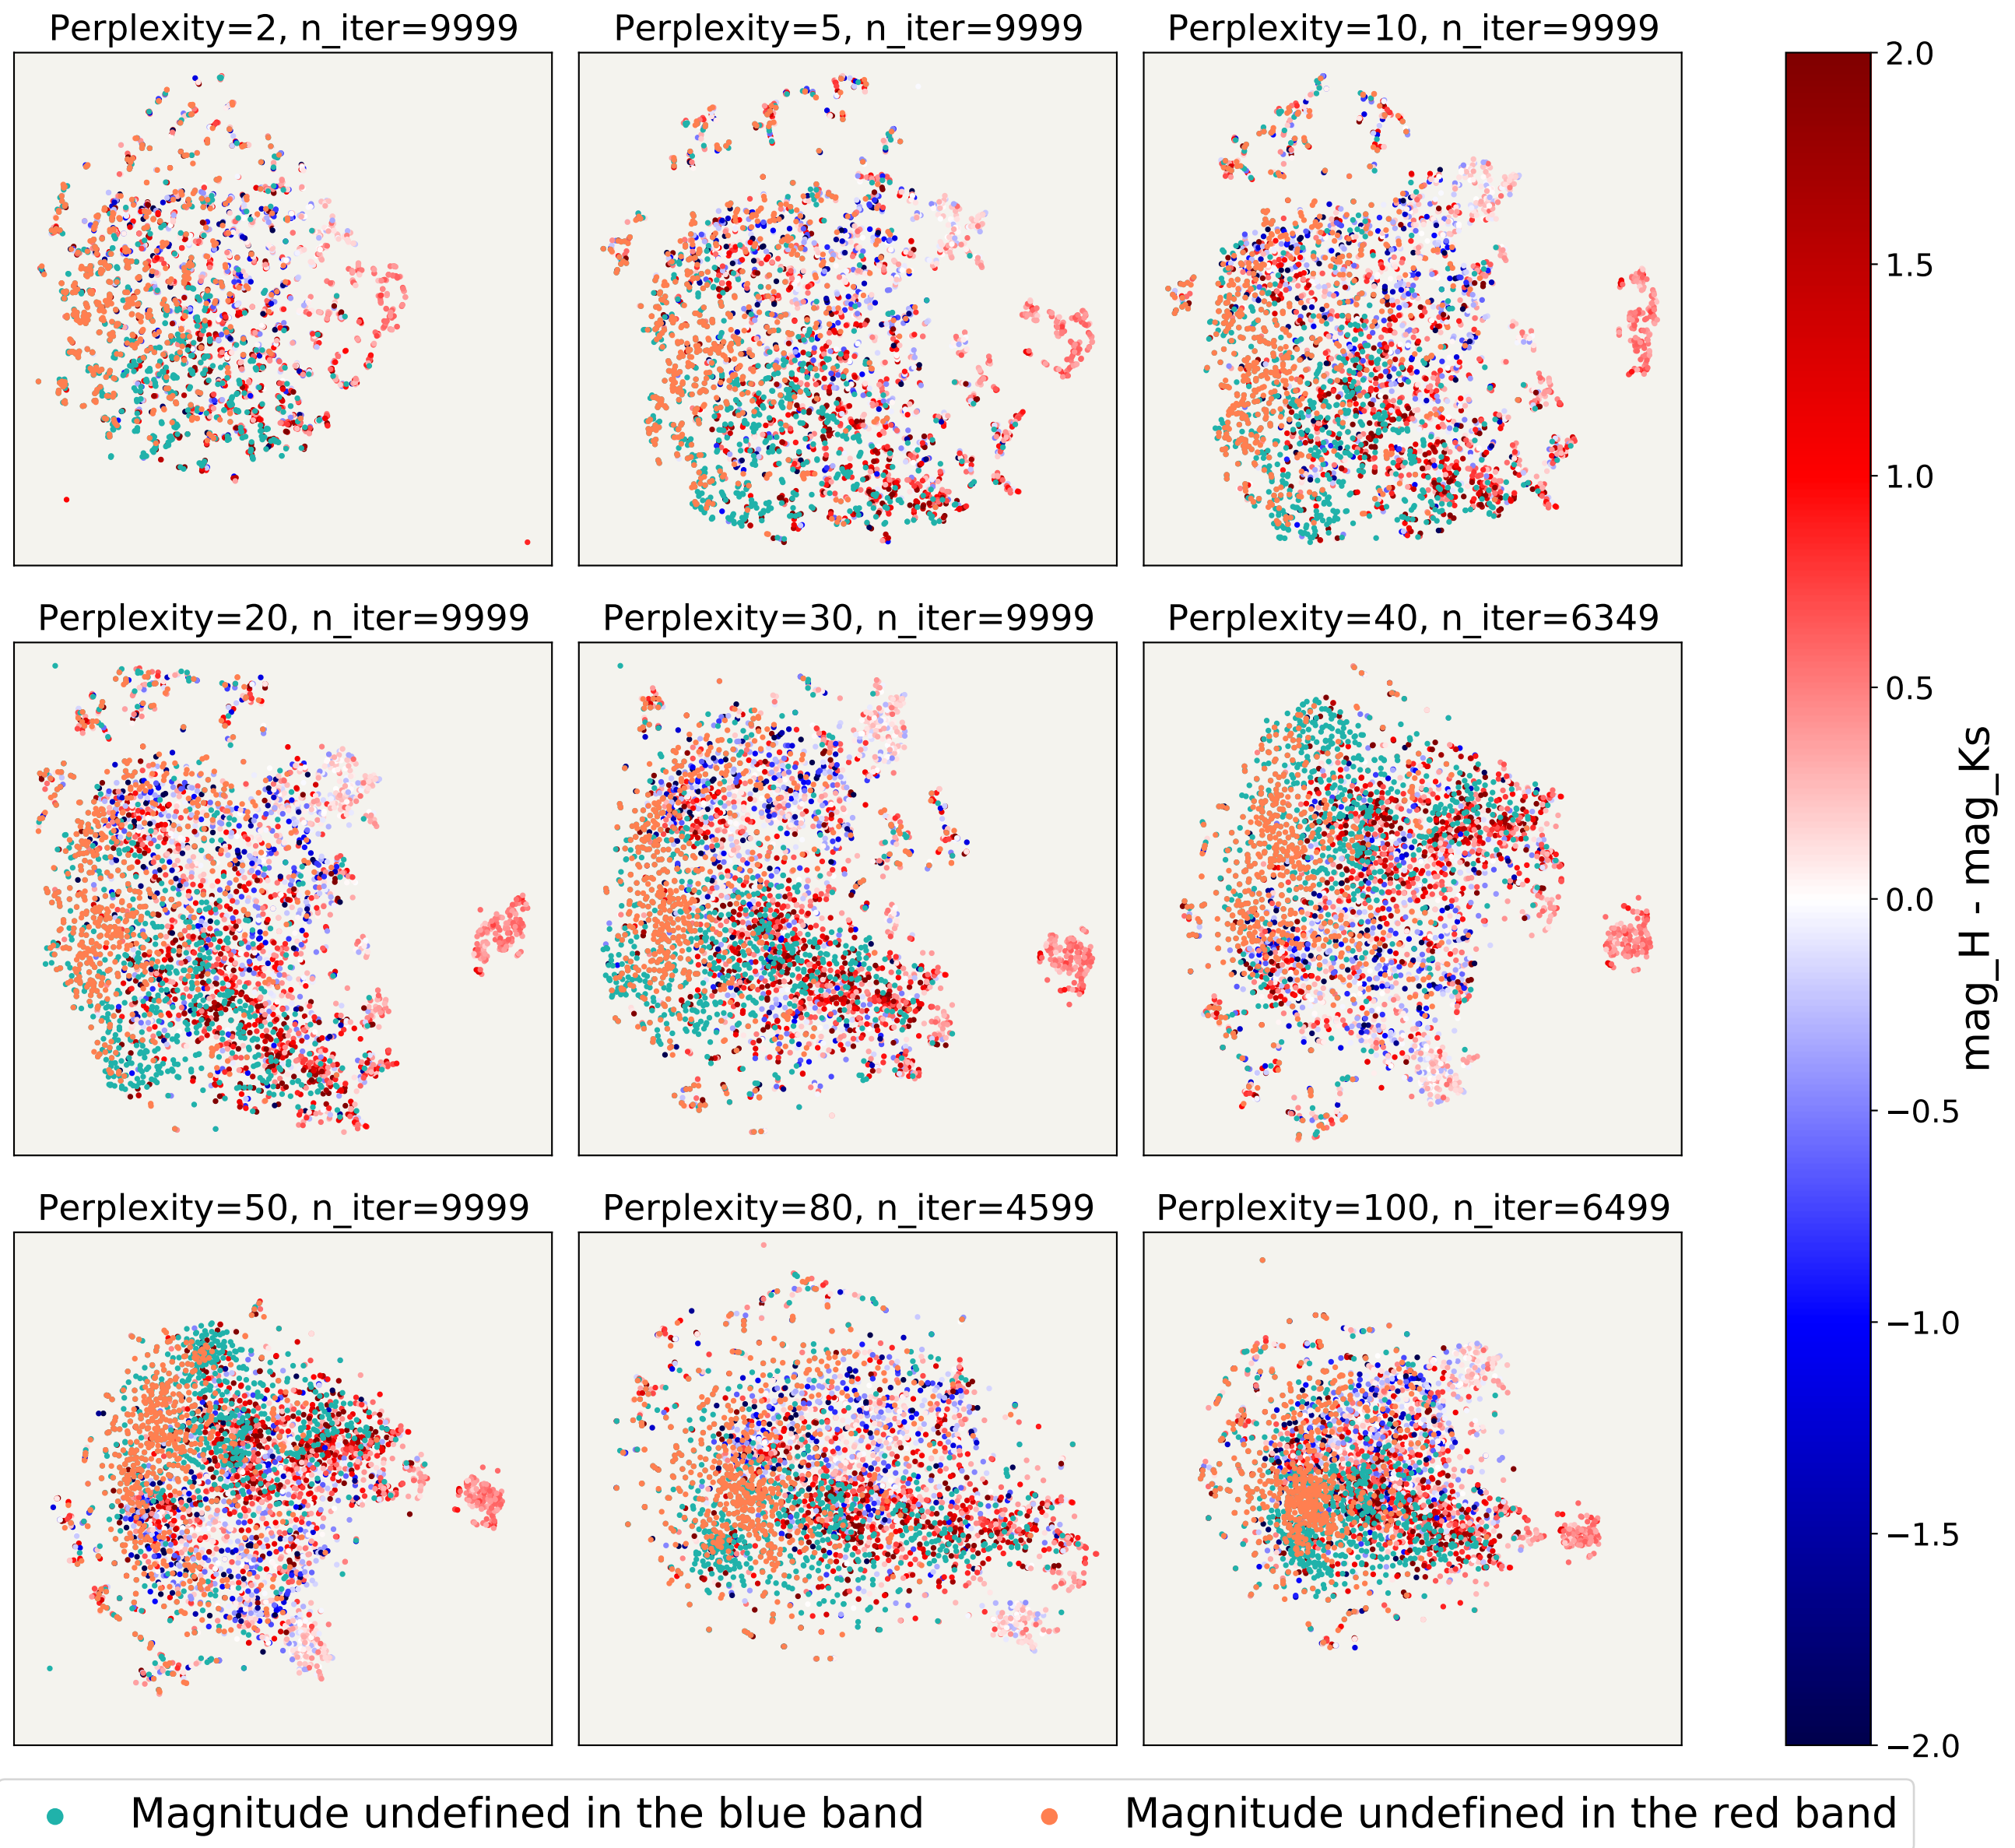 Perplexity=2, n_iter=9999
Perplexity=5, n_iter=9999
Perplexity=10, n_iter=9999
Perplexity=20, n_iter=9999
Perplexity=30, n_iter=9999
Perplexity=40, n_iter=6349
Perplexity=50, n_iter=9999
Perplexity=80, n_iter=4599
Perplexity=100, n_iter=6499
2.0
1.5
1.0
0.5
0.0
−0.5
−1.0
−1.5
−2.0
mag_H - mag_Ks
Magnitude undefined in the blue band
Magnitude undefined in the red band